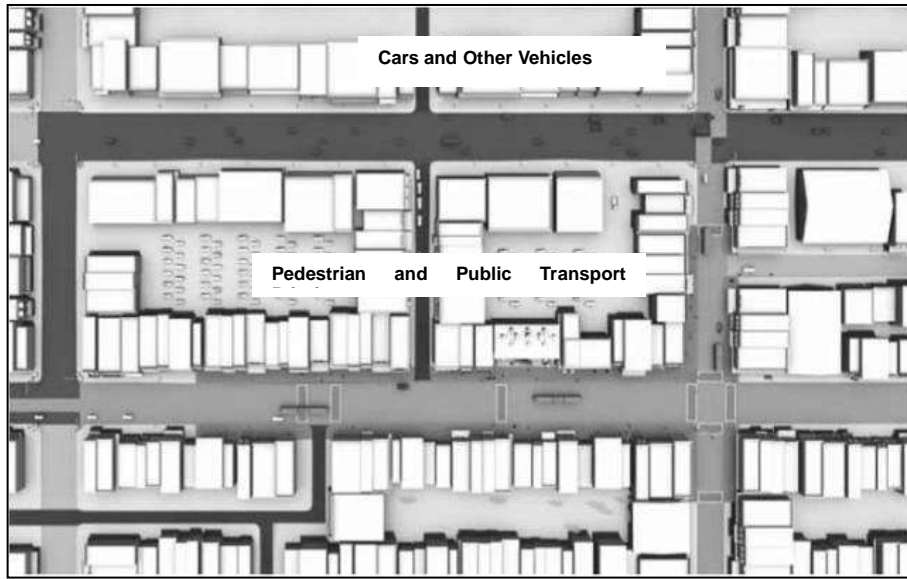 Cars and Other Vehicles
Pedestrian and Public Transport